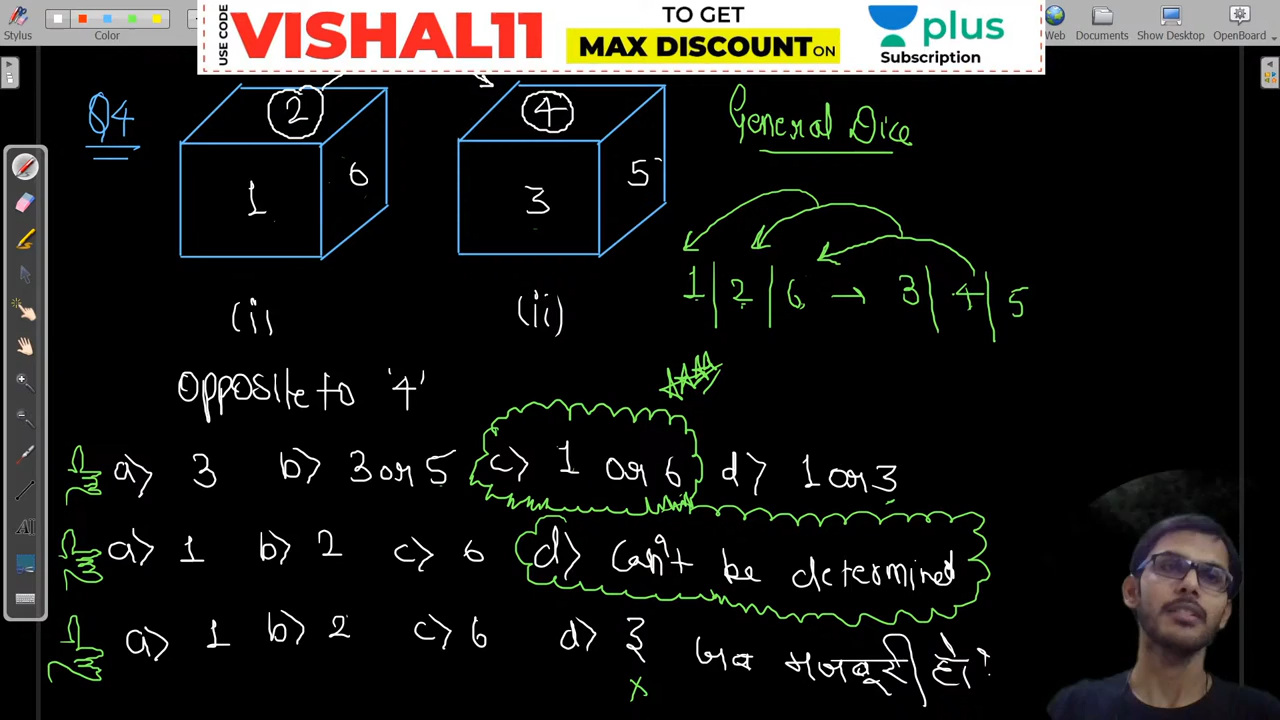 Stylus
Color
USE CODE
VISHAL11
TO GET
MAX DISCOUNT ON
plus
Subscription
Web
Documents
Show Desktop
OpenBoard
Q4
2
1
6
4
3
5
General Dice
1 | 2 | 6 → 3 | 4 | 5
(i)
(ii)
opposite to '4'
a> 3 b> 3 or 5 c> 1 or 6 d> 1 or 3
a> 1 b> 2 c> 6 d> Can't be determined
a> 1 b> 2 c> 6 d> 3 जब मजबूरी हो
x